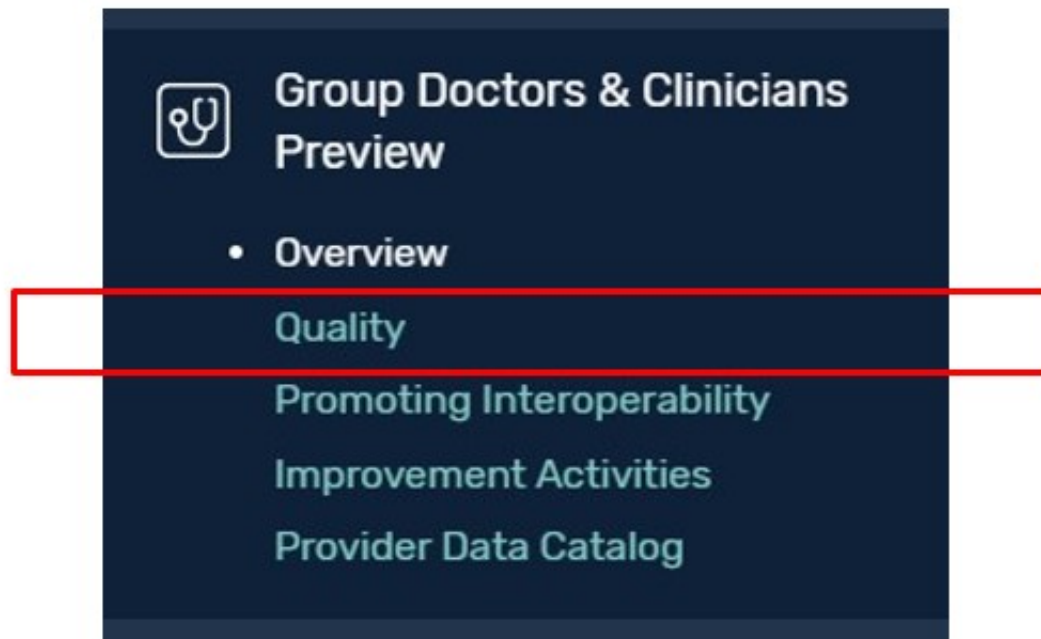 Group Doctors & Clinicians
Preview
• Overview
Quality
Promoting Interoperability
Improvement Activities
Provider Data Catalog